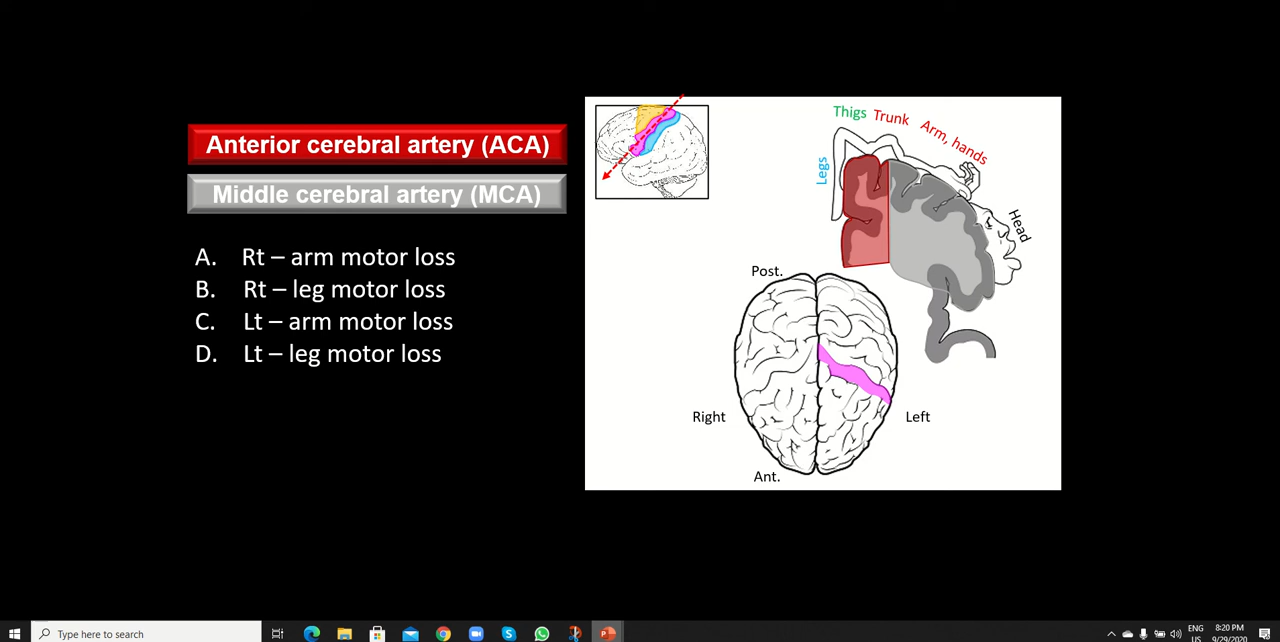 Anterior cerebral artery (ACA)
Middle cerebral artery (MCA)
A. Rt – arm motor loss
B. Rt – leg motor loss
C. Lt – arm motor loss
D. Lt – leg motor loss
Thigs
Trunk
Arm, hands
Legs
Head
Post.
Right
Left
Ant.
Type here to search
ENG
US
8:20 PM
9/29/2020